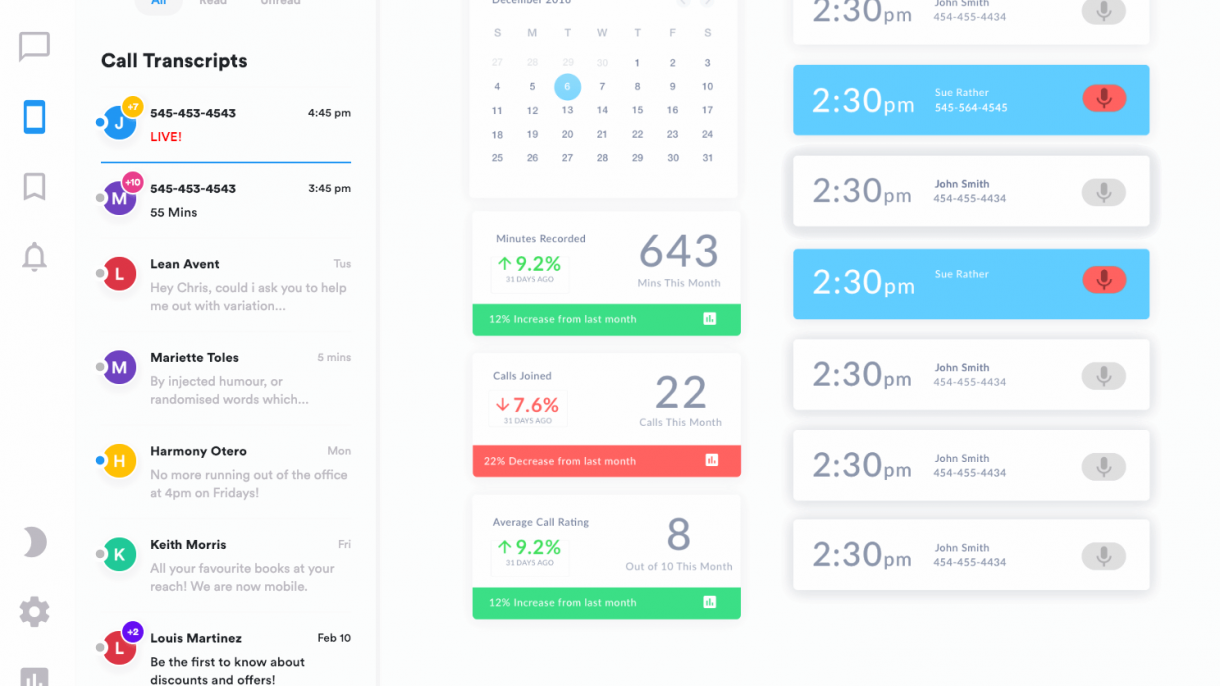 All Read Unread
Call Transcripts
+7
J
545-453-4543 4:45 pm
LIVE!
+10
M
545-453-4543 3:45 pm
55 Mins
L
Lean Avent Tus
Hey Chris, could i ask you to help
me out with variation...
M
Mariette Toles 5 mins
By injected humour, or
randomised words which...
H
Harmony Otero Mon
No more running out of the office
at 4pm on Fridays!
K
Keith Morris Fri
All your favourite books at your
reach! We are now mobile.
+2
L
Louis Martinez Feb 10
Be the first to know about
discounts and offers!
December 2016
S M T W T F S
27 28 29 30 1 2 3
4 5 6 7 8 9 10
11 12 13 14 15 16 17
18 19 20 21 22 23 24
25 26 27 28 29 30 31
Minutes Recorded
9.2%
31 DAYS AGO
643
Mins This Month
12% Increase from last month
Calls Joined
7.6%
31 DAYS AGO
22
Calls This Month
22% Decrease from last month
Average Call Rating
9.2%
31 DAYS AGO
8
Out of 10 This Month
12% Increase from last month
2:30pm
John Smith
454-455-4434
2:30pm
Sue Rather
545-564-4545
2:30pm
John Smith
454-455-4434
2:30pm
Sue Rather
2:30pm
John Smith
454-455-4434
2:30pm
John Smith
454-455-4434
2:30pm
John Smith
454-455-4434